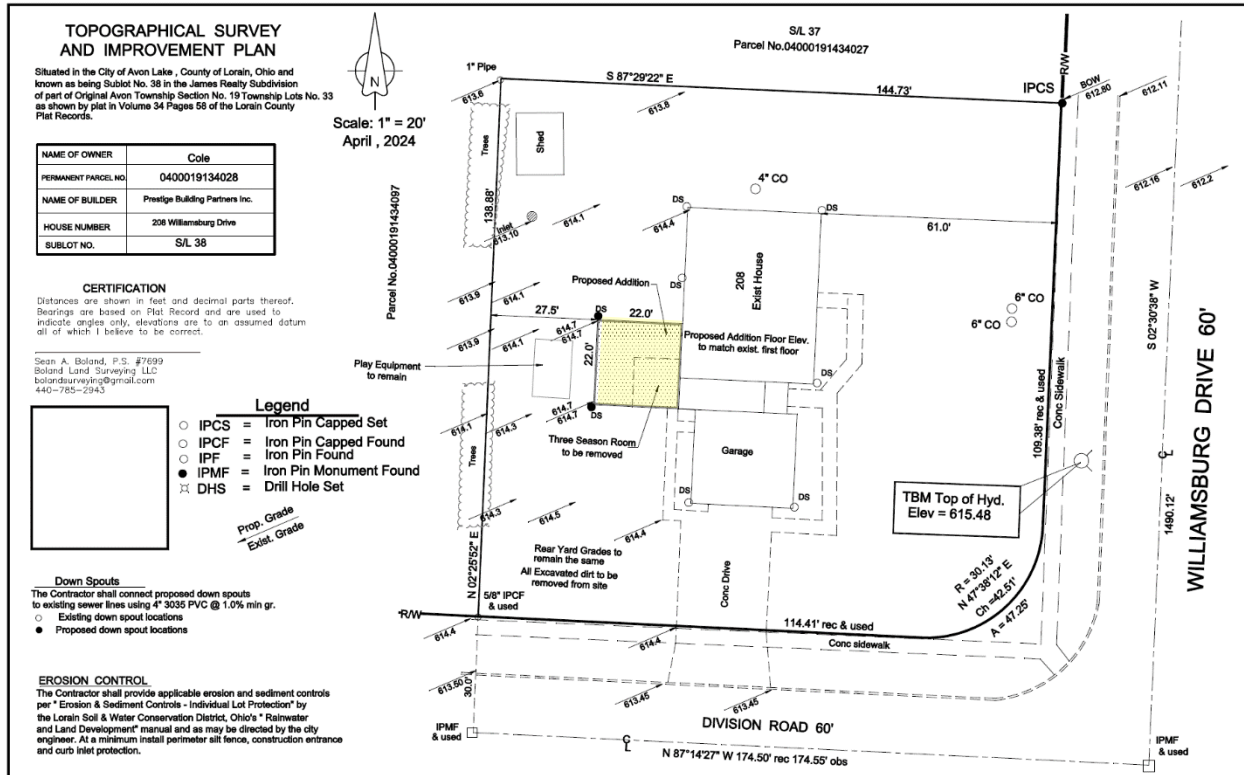 TOPOGRAPHICAL SURVEY
AND IMPROVEMENT PLAN
Situated in the City of Avon Lake , County of Lorain, Ohio and
known as being Sublot No. 38 in the James Realty Subdivision
of part of Original Avon Township Section No. 19 Township Lots No. 33
as shown by plat in Volume 34 Pages 58 of the Lorain County
Plat Records.
N
Scale: 1" = 20'
April , 2024
NAME OF OWNER Cole
PERMANENT PARCEL NO. 0400019134028
NAME OF BUILDER Prestige Building Partners Inc.
HOUSE NUMBER 208 Williamsburg Drive
SUBLOT NO. S/L 38
CERTIFICATION
Distances are shown in feet and decimal parts thereof.
Bearings are based on Plat Record and are used to
indicate angles only, elevations are to an assumed datum
all of which I believe to be correct.
Sean A. Boland, P.S. #7699
Boland Land Surveying LLC
bolandsurveying@gmail.com
440-785-2943
Legend
IPCS = Iron Pin Capped Set
IPCF = Iron Pin Capped Found
IPF = Iron Pin Found
IPMF = Iron Pin Monument Found
DHS = Drill Hole Set
Prop. Grade
Exist. Grade
Down Spouts
The Contractor shall connect proposed down spouts
to existing sewer lines using 4" 3035 PVC @ 1.0% min gr.
Existing down spout locations
Proposed down spout locations
EROSION CONTROL
The Contractor shall provide applicable erosion and sediment controls
per " Erosion & Sediment Controls - Individual Lot Protection" by
the Lorain Soil & Water Conservation District, Ohio's " Rainwater
and Land Development" manual and as may be directed by the city
engineer. At a minimum install perimeter silt fence, construction entrance
and curb inlet protection.
S/L 37
Parcel No.04000191434027
R/W
1" Pipe
S 87°29'22" E
144.73'
IPCS
BOW
612.80
612.11
613.6
613.8
Trees
Shed
4" CO
612.16
612.2
Parcel No.04000191434097
138.88'
Inlet
613.10
614.1
614.4
DS
DS
61.0'
208
Exist House
Proposed Addition
DS
613.9
614.1
27.5'
DS
22.0'
614.7
614.7
6" CO
6" CO
S 02°30'38" W
WILLIAMSBURG DRIVE 60'
613.9
614.1
22.0'
Proposed Addition Floor Elev.
to match exist. first floor
Play Equipment
to remain
DS
Conc Sidewalk
109.38' rec & used
614.7
614.7
DS
614.1
614.3
Trees
Three Season Room
to be removed
Garage
CL
TBM Top of Hyd.
Elev = 615.48
1490.12'
DS
DS
614.3
614.5
614.4
Rear Yard Grades to
remain the same
All Excavated dirt to be
removed from site
N 02°25'52" E
Conc Drive
R = 30.13'
N 47°38'12" E
Ch =42.51'
A = 47.25'
5/8" IPCF
& used
R/W
114.41' rec & used
Conc sidewalk
614.4
614.4
613.50
30.0'
613.45
613.45
IPMF
& used
DIVISION ROAD 60'
CL
N 87°14'27" W 174.50' rec 174.55' obs
IPMF
& used